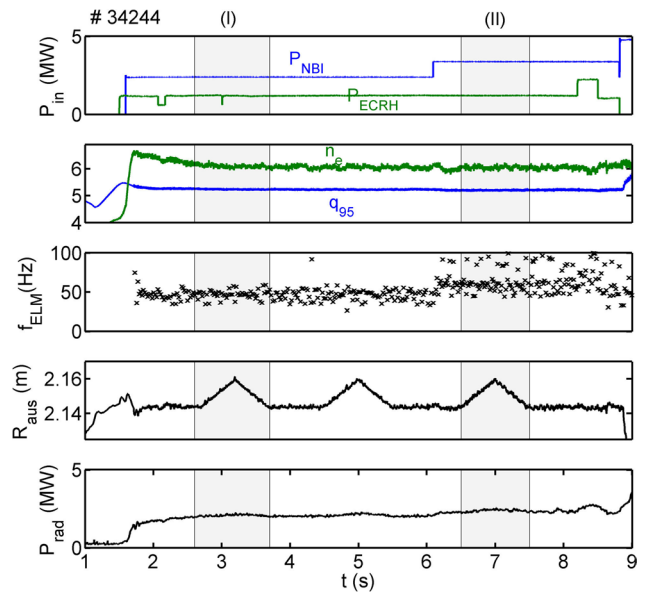 # 34244 (I) (II)
5
P_NBI
P_ECRH
0
P_in (MW)
n_e
6
5
q_95
4
100
50
0
f_ELM(Hz)
2.16
2.14
R_aus (m)
5
0
P_rad (MW)
1 2 3 4 5 6 7 8 9
t (s)